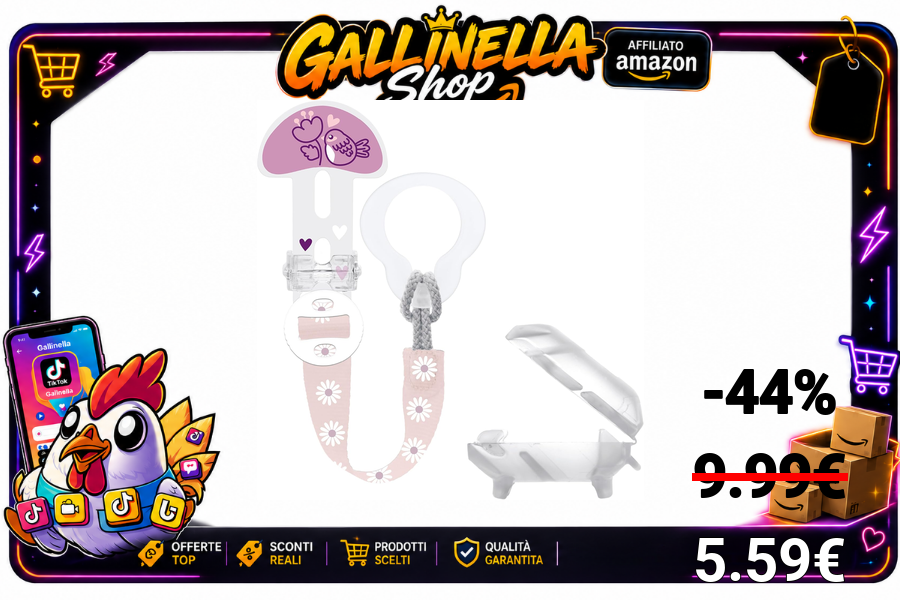 GALLINELLA
Shop
AFFILIATO
amazon
Gallinella
TikTok
Gallinella
-44%
9.99€
5.59€
OFFERTE
TOP
SCONTI
REALI
PRODOTTI
SCELTI
QUALITÀ
GARANTITA